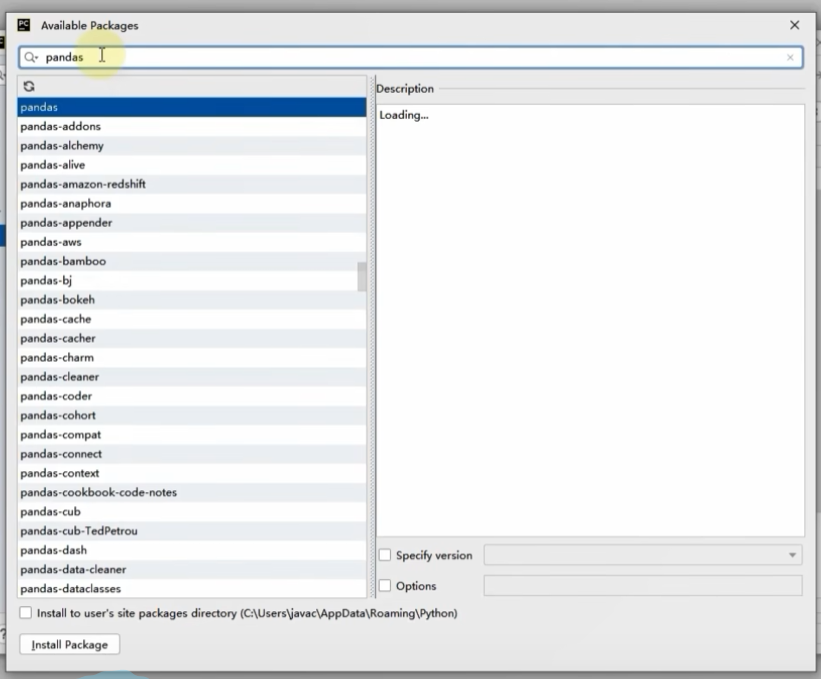 PC Available Packages
pandas
Description
pandas
Loading...
pandas-addons
pandas-alchemy
pandas-alive
pandas-amazon-redshift
pandas-anaphora
pandas-appender
pandas-aws
pandas-bamboo
pandas-bj
pandas-bokeh
pandas-cache
pandas-cacher
pandas-charm
pandas-cleaner
pandas-coder
pandas-cohort
pandas-compat
pandas-connect
pandas-context
pandas-cookbook-code-notes
pandas-cub
pandas-cub-TedPetrou
pandas-dash
pandas-data-cleaner
pandas-dataclasses
Specify version
Options
Install to user's site packages directory (C:\Users\javac\AppData\Roaming\Python)
Install Package